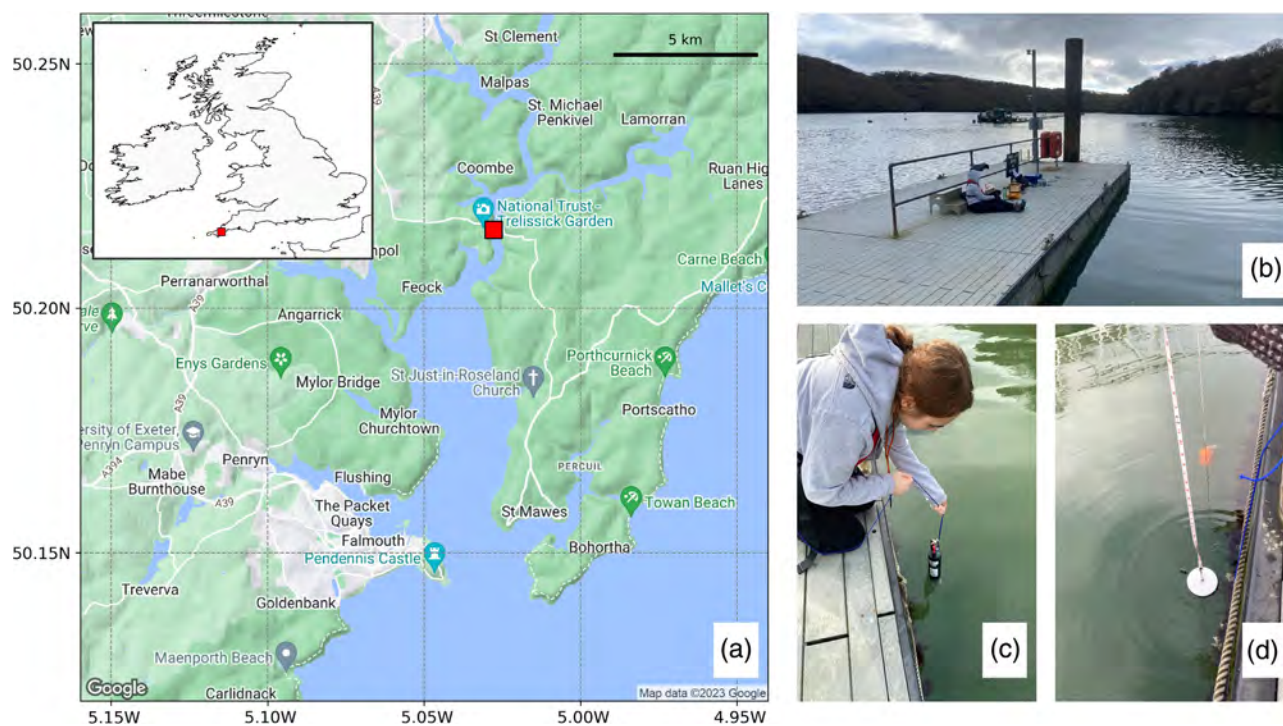 Threemilestone
St Clement
5 km
50.25N
A39
Malpas
St. Michael
Penkivel
Lamorran
Coombe
Ruan Hig
Lanes
National Trust -
Trelissick Garden
Carne Beach
Mallet's C
Perranarworthal
Feock
50.20N
A39
Angarrick
Enys Gardens
Mylor Bridge
St Just-in-Roseland
Church
Porthcurnick
Beach
Portscatho
Mylor
Churchtown
A39
versity of Exeter,
Penryn Campus
Penryn
A394
Mabe
Burnthouse
A39
Flushing
PERCUIL
The Packet
Quays
St Mawes
Towan Beach
Falmouth
50.15N
Pendennis Castle
Bohortha
Treverva
Goldenbank
Maenporth Beach
(a)
Carlidnack
Google
Map data ©2023 Google
5.15W
5.10W
5.05W
5.00W
4.95W
(b)
(c)
(d)